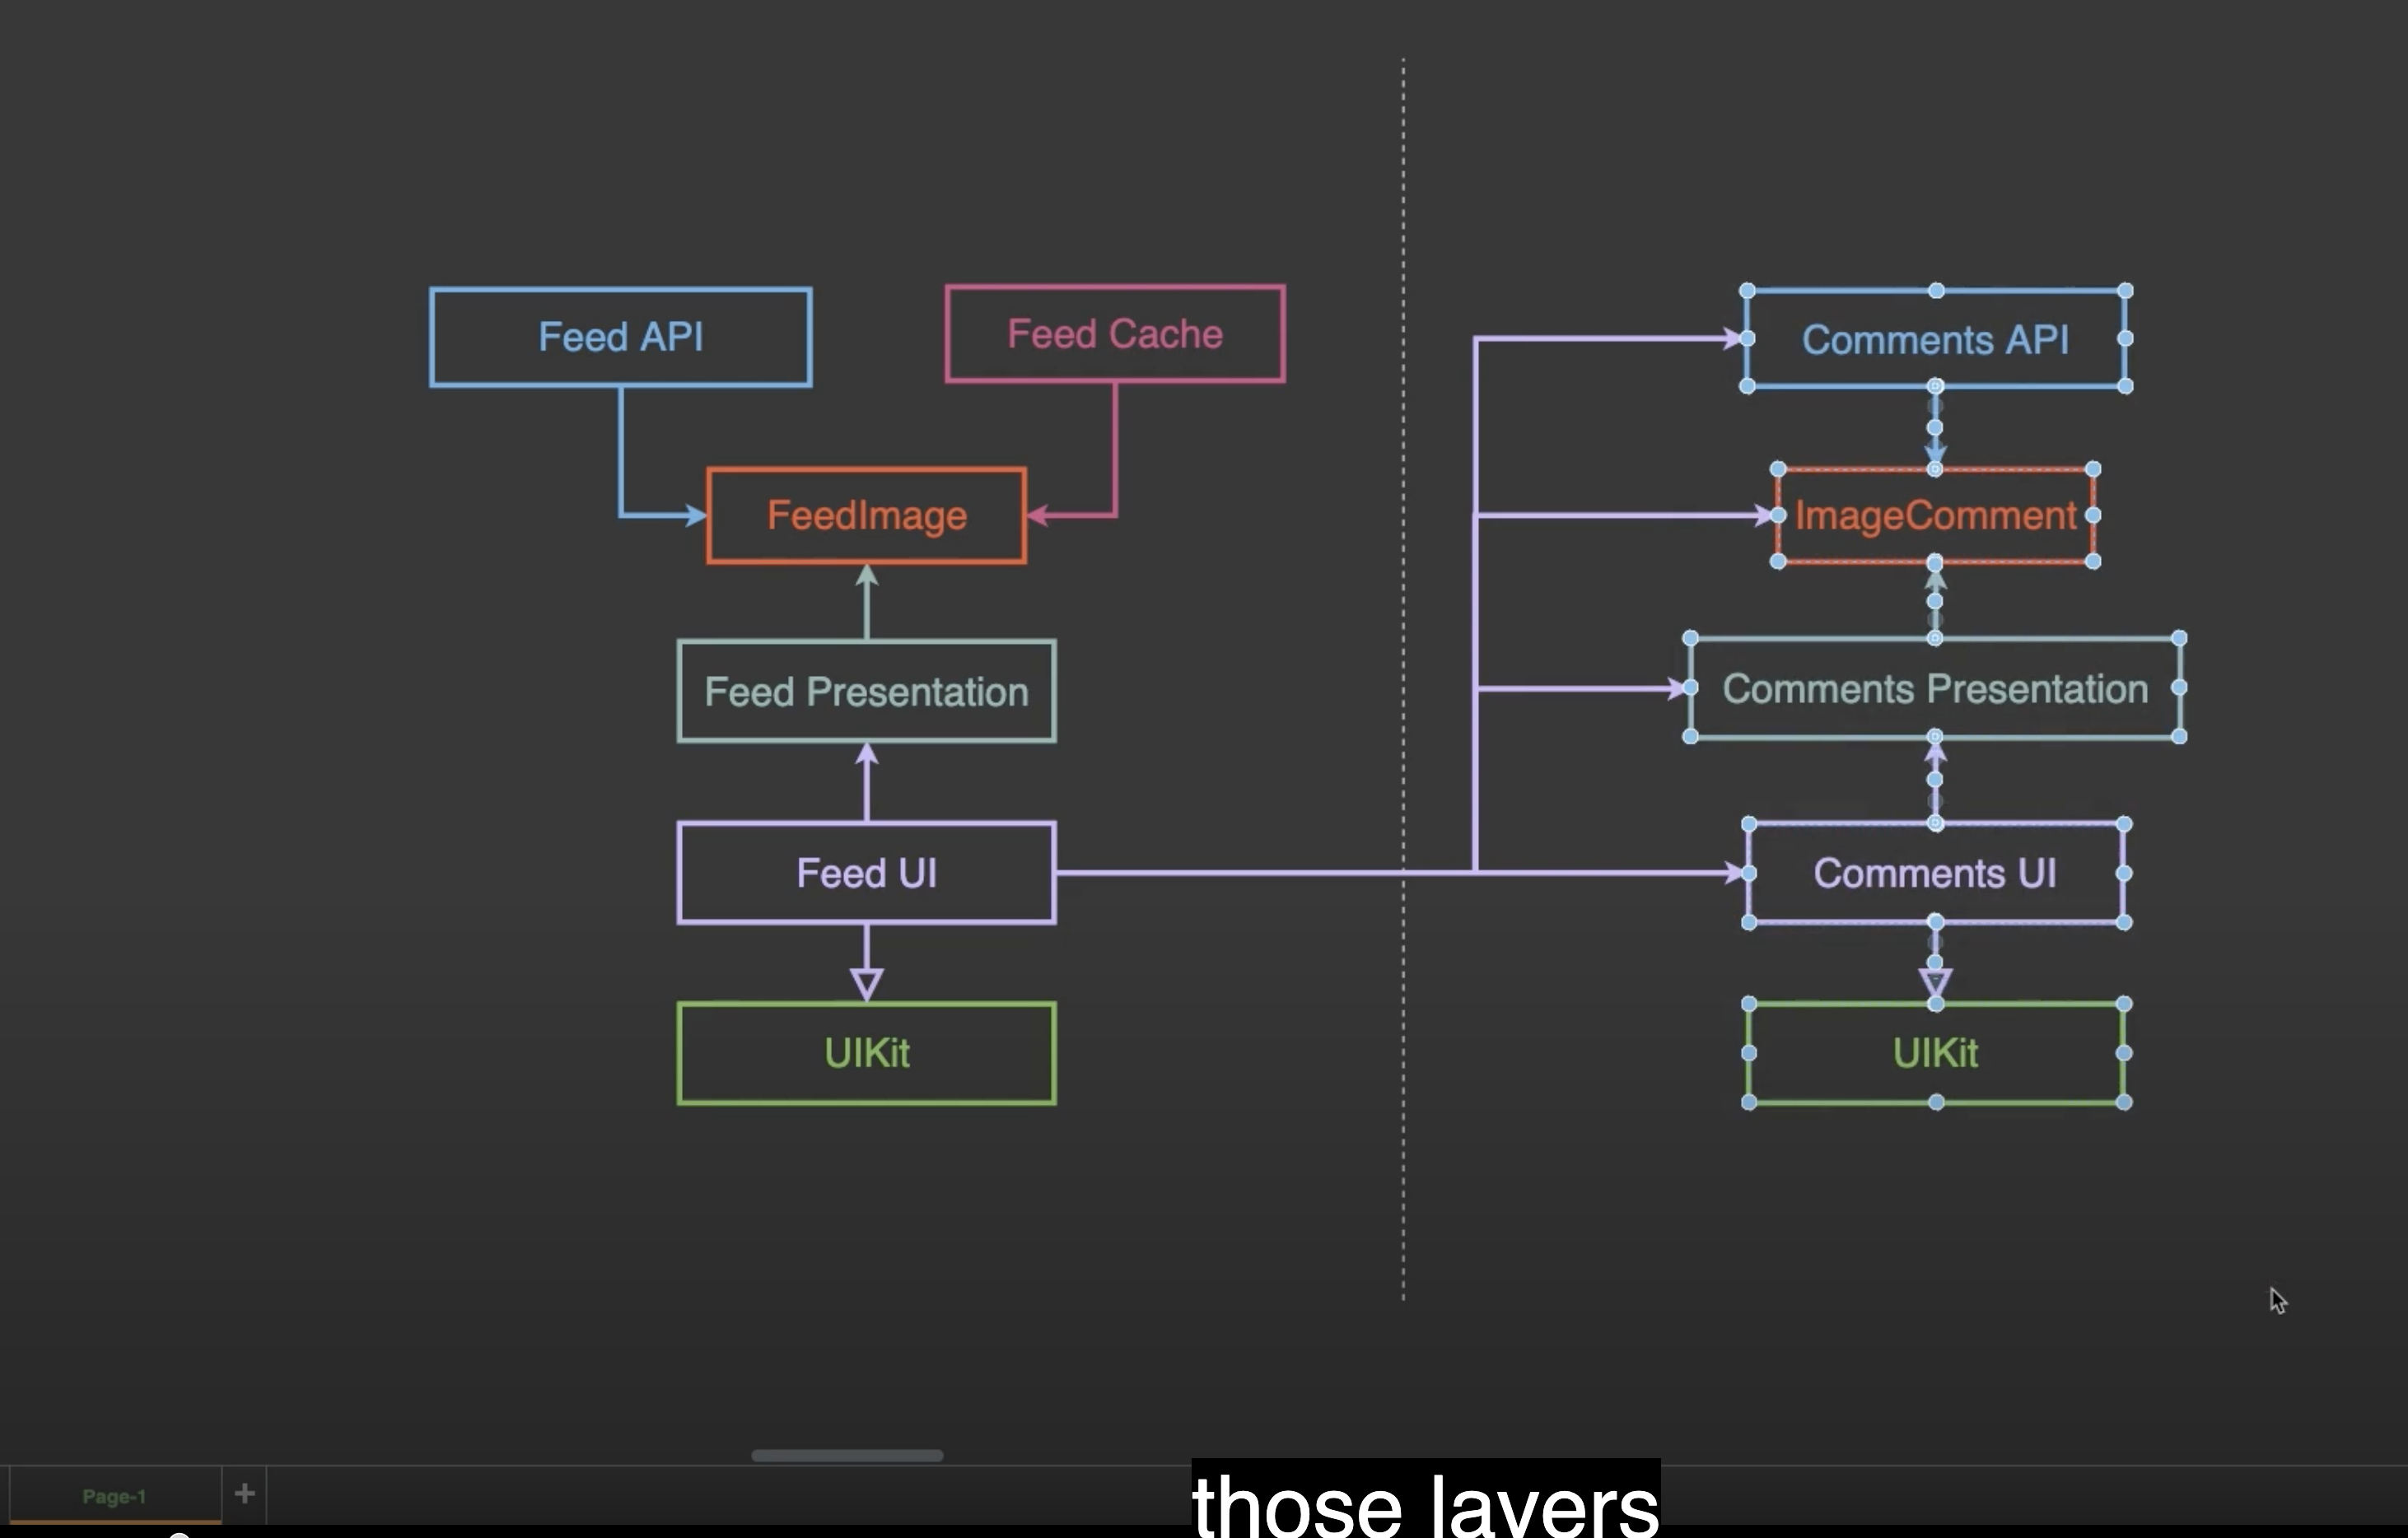 Feed API
Feed Cache
FeedImage
Feed Presentation
Feed UI
UIKit
Comments API
ImageComment
Comments Presentation
Comments UI
UIKit
Page-1
+
those layers